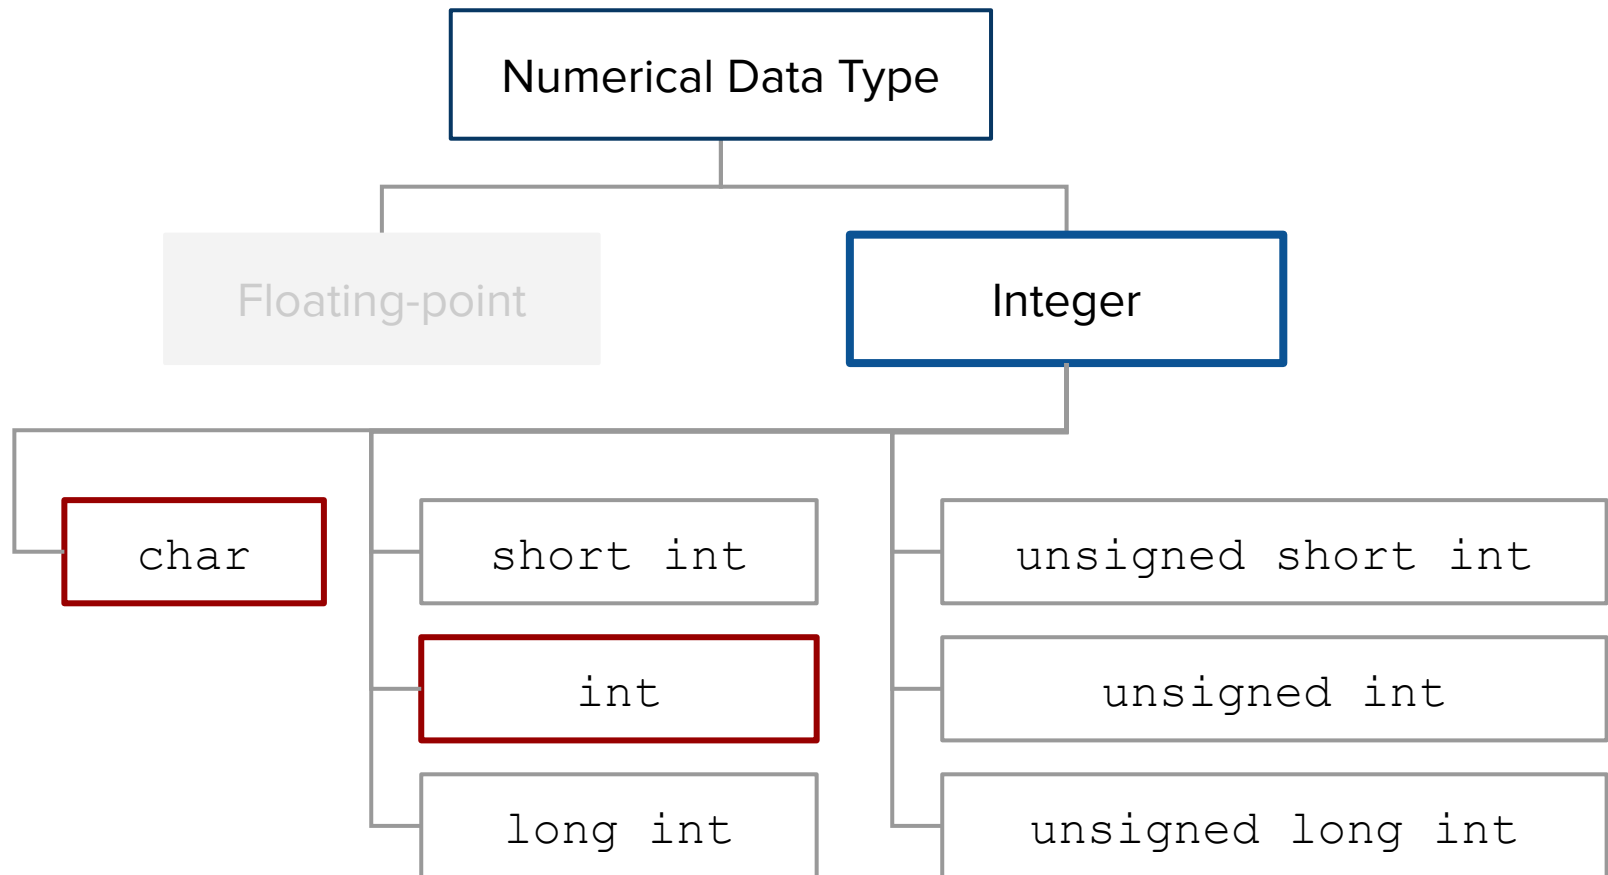 Numerical Data Type
Floating-point
Integer
char
short int
unsigned short int
int
unsigned int
long int
unsigned long int